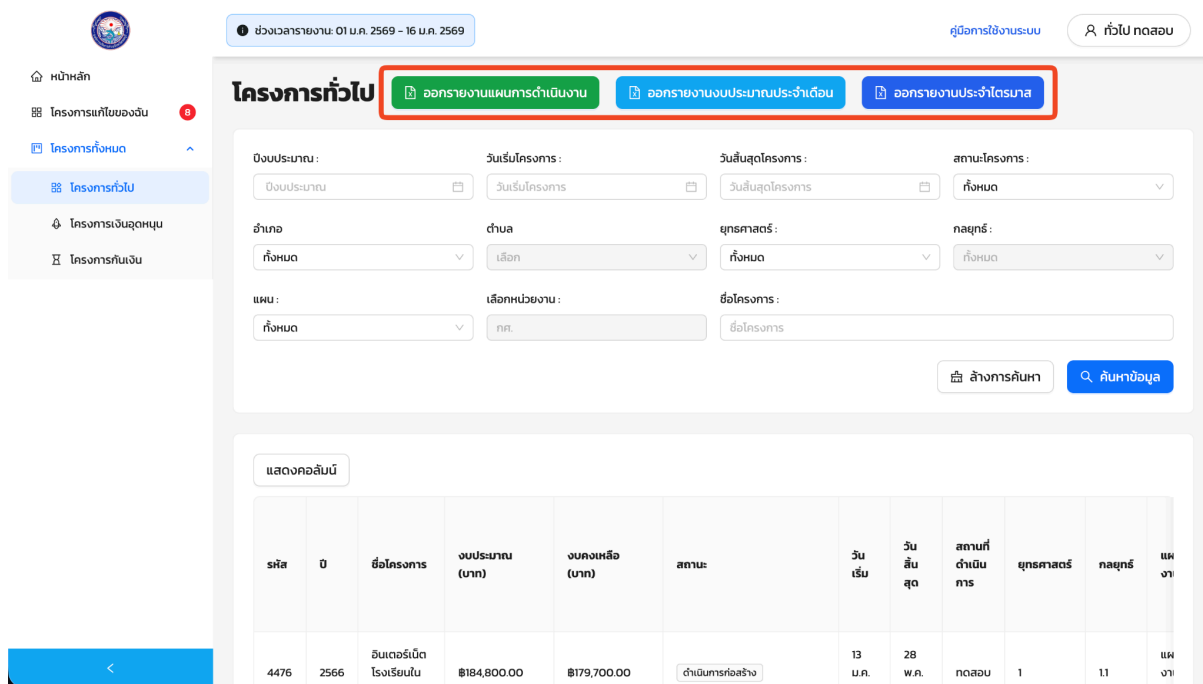 ช่วงเวลารายงาน: 01 ม.ค. 2569 - 16 ม.ค. 2569
คู่มือการใช้งานระบบ
ทั่วไป ทดสอบ
หน้าหลัก
โครงการแก้ไขของฉัน 8
โครงการทั้งหมด
โครงการทั่วไป
โครงการเงินอุดหนุน
โครงการกันเงิน
โครงการทั่วไป
ออกรายงานแผนการดำเนินงาน
ออกรายงานงบประมาณประจำเดือน
ออกรายงานประจำไตรมาส
ปีงบประมาณ : วันเริ่มโครงการ : วันสิ้นสุดโครงการ : สถานะโครงการ :
ปีงบประมาณ วันเริ่มโครงการ วันสิ้นสุดโครงการ ทั้งหมด
อำเภอ ตำบล ยุทธศาสตร์ : กลยุทธ์ :
ทั้งหมด เลือก ทั้งหมด ทั้งหมด
แผน : เลือกหน่วยงาน : ชื่อโครงการ :
ทั้งหมด กศ. ชื่อโครงการ
ล้างการค้นหา ค้นหาข้อมูล
แสดงคอลัมน์
รหัส
ปี
ชื่อโครงการ
งบประมาณ
(บาท)
งบคงเหลือ
(บาท)
สถานะ
วัน
เริ่ม
วัน
สิ้น
สุด
สถานที่
ดำเนิน
การ
ยุทธศาสตร์
กลยุทธ์
4476
2566
อินเตอร์เน็ต
โรงเรียนใน
฿184,800.00
฿179,700.00
ดำเนินการก่อสร้าง
13
ม.ค.
28
พ.ค.
ทดสอบ
1
1.1